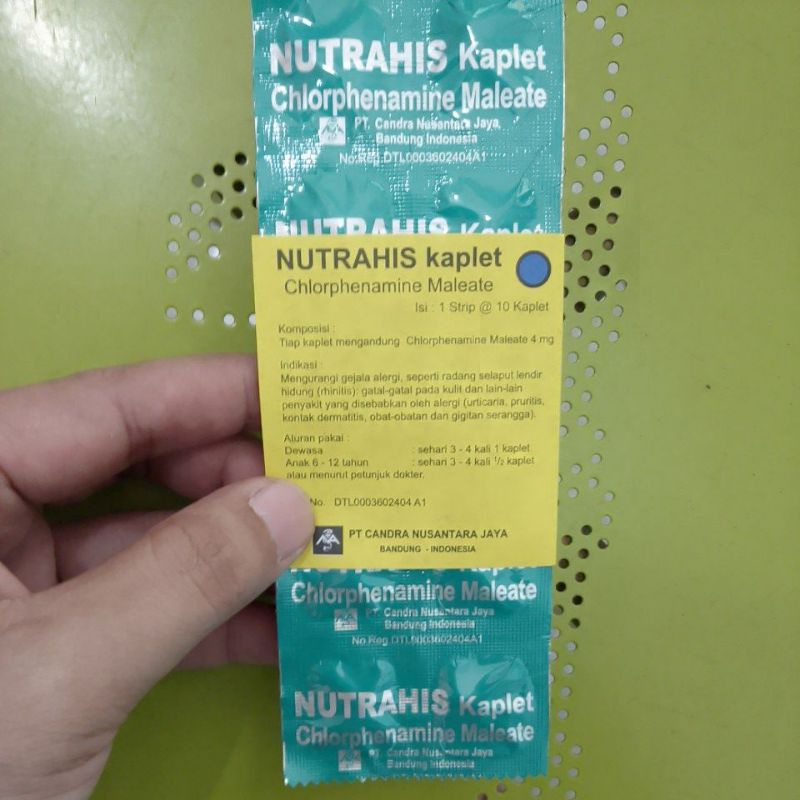 NUTRAHIS Kaplet
Chlorphenamine Maleate
PT. Candra Nusantara Jaya
Bandung Indonesia
No.Reg.DTL0003602404A1
NUTRAHIS Kaplet
NUTRAHIS kaplet
Chlorphenamine Maleate
Isi : 1 Strip @ 10 Kaplet
Komposisi :
Tiap kaplet mengandung Chlorphenamine Maleate 4 mg
Indikasi :
Mengurangi gejala alergi, seperti radang selaput lendir
hidung (rhinitis): gatal-gatal pada kulit dan lain-lain
penyakit yang disebabkan oleh alergi (urticaria, pruritis,
kontak dermatitis, obat-obatan dan gigitan serangga).
Aturan pakai :
Dewasa : sehari 3 - 4 kali 1 kaplet
Anak 6 - 12 tahun : sehari 3 - 4 kali 1/2 kaplet
atau menurut petunjuk dokter.
No. DTL0003602404 A1
PT CANDRA NUSANTARA JAYA
BANDUNG - INDONESIA
Kaplet
Chlorphenamine Maleate
PT. Candra Nusantara Jaya
Bandung Indonesia
No.Reg.DTL0003602404A1
NUTRAHIS Kaplet
Chlorphenamine Maleate
PT. Candra Nusantara Jaya
Bandung Indonesia